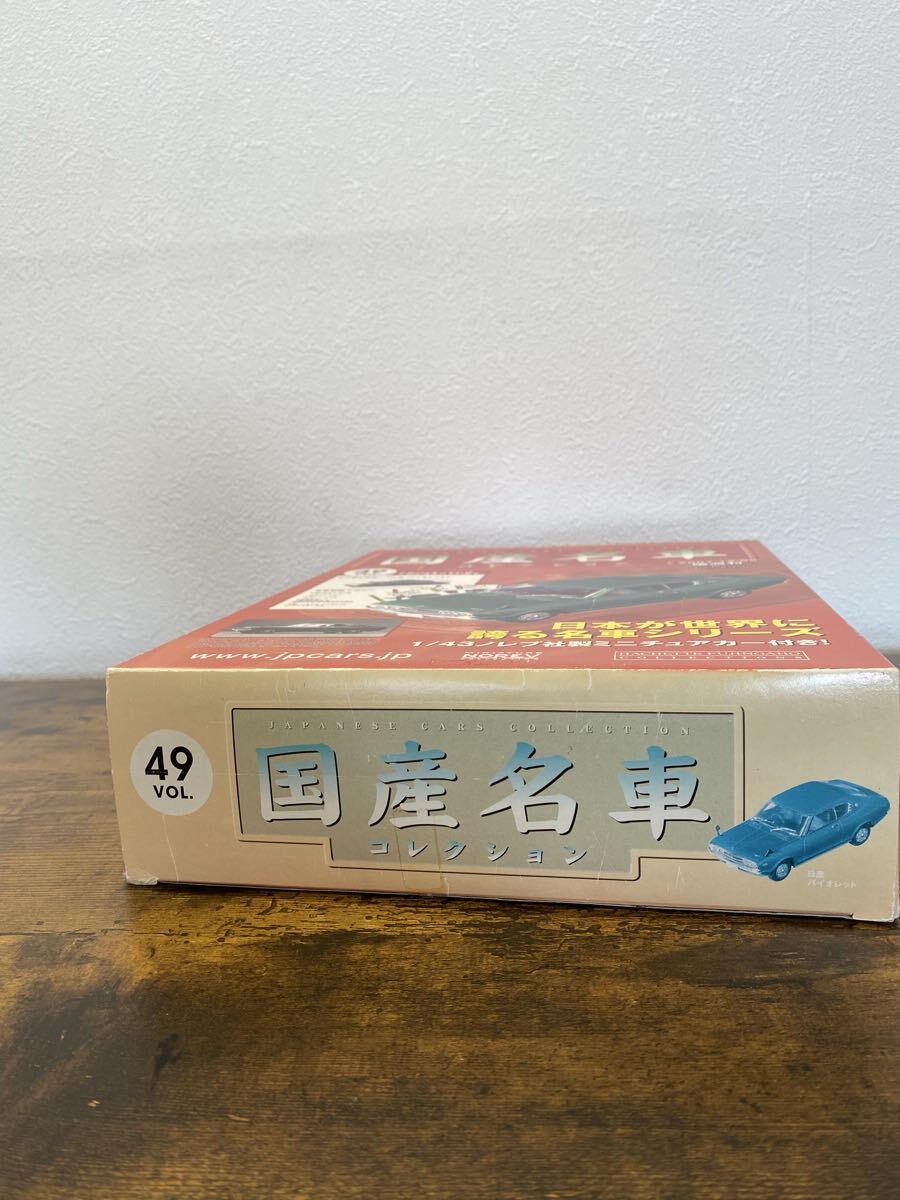 国産名車
日本が世界に
誇る名車シリーズ
1/43ノレブ社製ミニチュアカー付き!
www.jpcars.jp
HACHETTE FUJINGAHO
COLLECTIONS
JAPANESE CARS COLLECTION
49
VOL.
国産名車
コレクション
日産
バイオレット